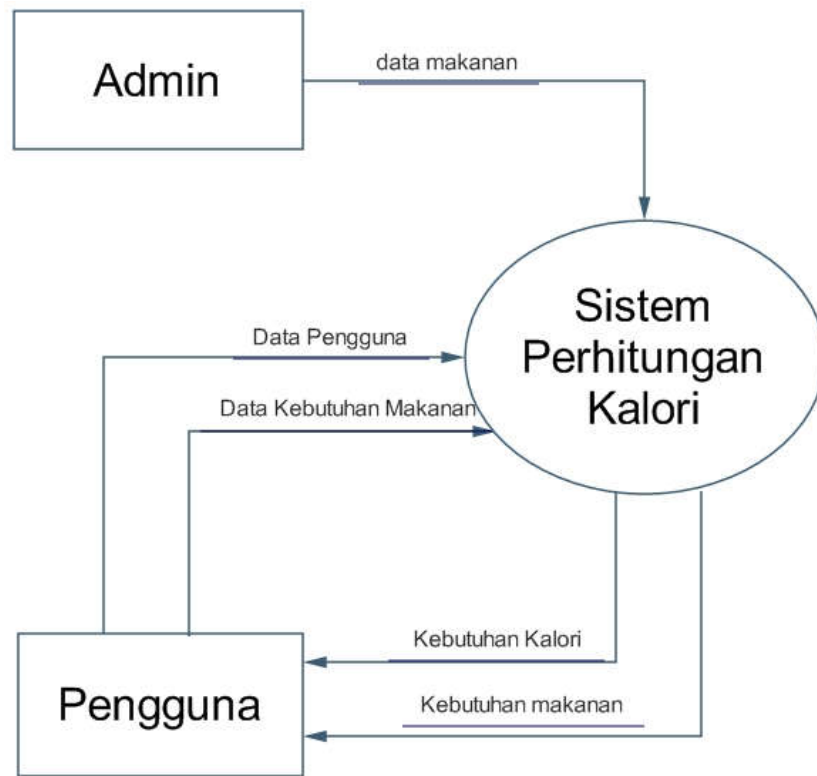 Admin
data makanan
Sistem
Perhitungan
Kalori
Data Pengguna
Data Kebutuhan Makanan
Kebutuhan Kalori
Kebutuhan makanan
Pengguna